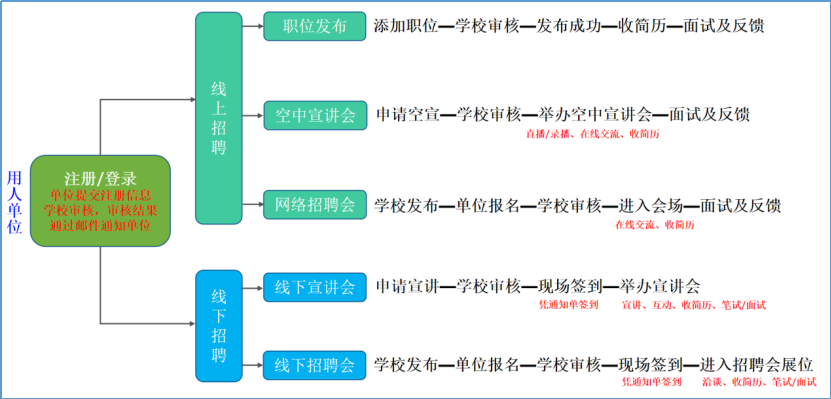 用人单位
注册/登录
单位提交注册信息
学校审核，审核结果
通过邮件通知单位
线上招聘
职位发布
添加职位—学校审核—发布成功—收简历—面试及反馈
空中宣讲会
申请空宣—学校审核—举办空中宣讲会—面试及反馈
直播/录播、在线交流、收简历
网络招聘会
学校发布—单位报名—学校审核—进入会场—面试及反馈
在线交流、收简历
线下招聘
线下宣讲会
申请宣讲—学校审核—现场签到—举办宣讲会
凭通知单签到
宣讲、互动、收简历、笔试/面试
线下招聘会
学校发布—单位报名—学校审核—现场签到—进入招聘会展位
凭通知单签到
洽谈、收简历、笔试/面试